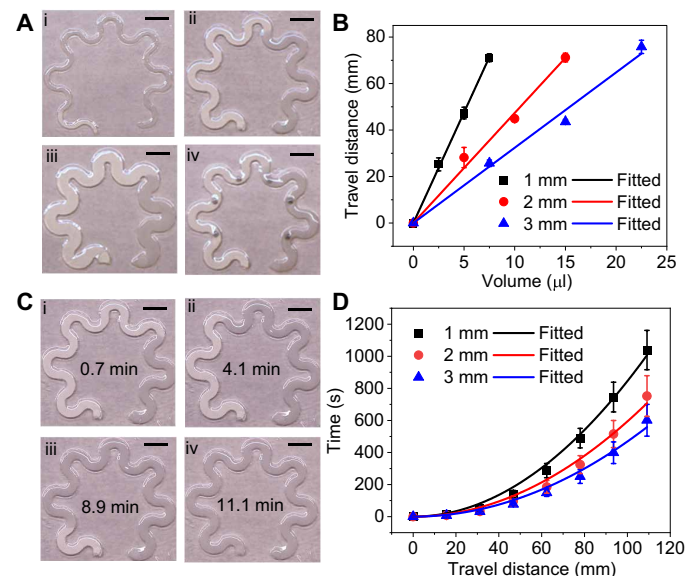 A
i
ii
iii
iv
B
Travel distance (mm)
80
60
40
20
0
1 mm Fitted
2 mm Fitted
3 mm Fitted
0 5 10 15 20 25
Volume (μl)
C
i
0.7 min
ii
4.1 min
iii
8.9 min
iv
11.1 min
D
Time (s)
1200
1000
800
600
400
200
0
1 mm Fitted
2 mm Fitted
3 mm Fitted
0 20 40 60 80 100 120
Travel distance (mm)